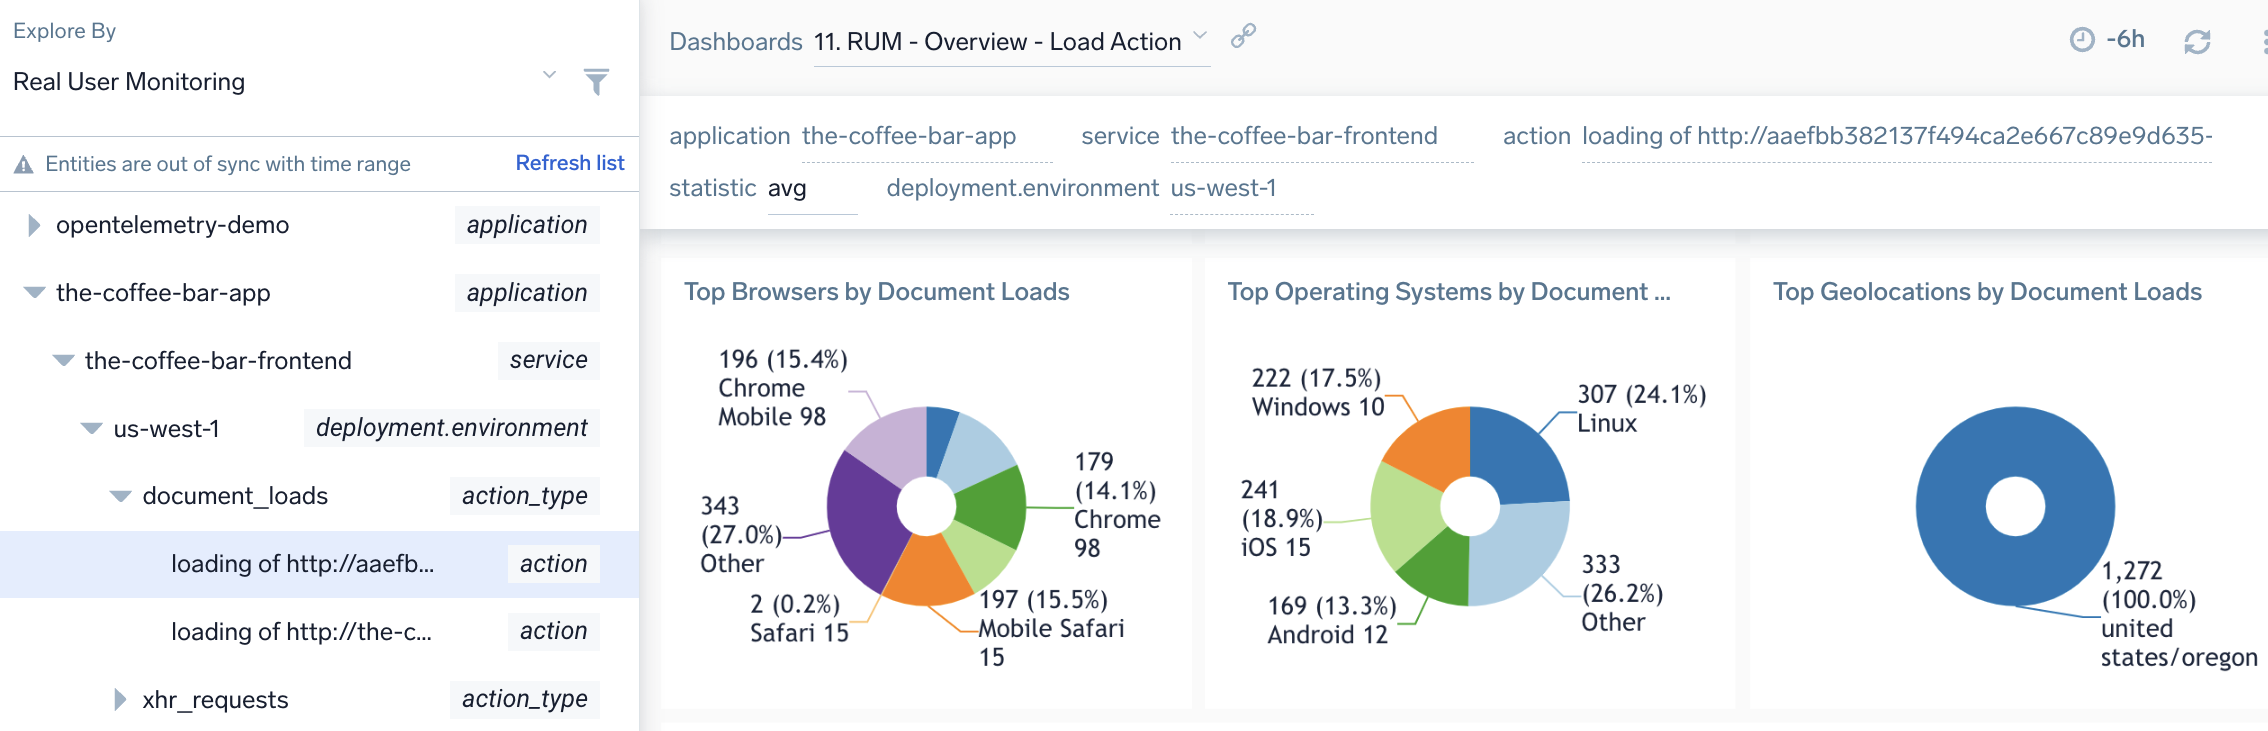 Explore By
Real User Monitoring
Entities are out of sync with time range Refresh list
opentelemetry-demo application
the-coffee-bar-app application
the-coffee-bar-frontend service
us-west-1 deployment.environment
document_loads action_type
loading of http://aaefb... action
loading of http://the-c... action
xhr_requests action_type
Dashboards 11. RUM - Overview - Load Action
-6h
application the-coffee-bar-app service the-coffee-bar-frontend action loading of http://aaefbb382137f494ca2e667c89e9d635-
statistic avg deployment.environment us-west-1
Top Browsers by Document Loads
196 (15.4%)
Chrome
Mobile 98
179
(14.1%)
Chrome
98
343
(27.0%)
Other
2 (0.2%)
Safari 15
197 (15.5%)
Mobile Safari
15
Top Operating Systems by Document ...
222 (17.5%)
Windows 10
307 (24.1%)
Linux
241
(18.9%)
iOS 15
333
(26.2%)
Other
169 (13.3%)
Android 12
Top Geolocations by Document Loads
1,272
(100.0%)
united
states/oregon